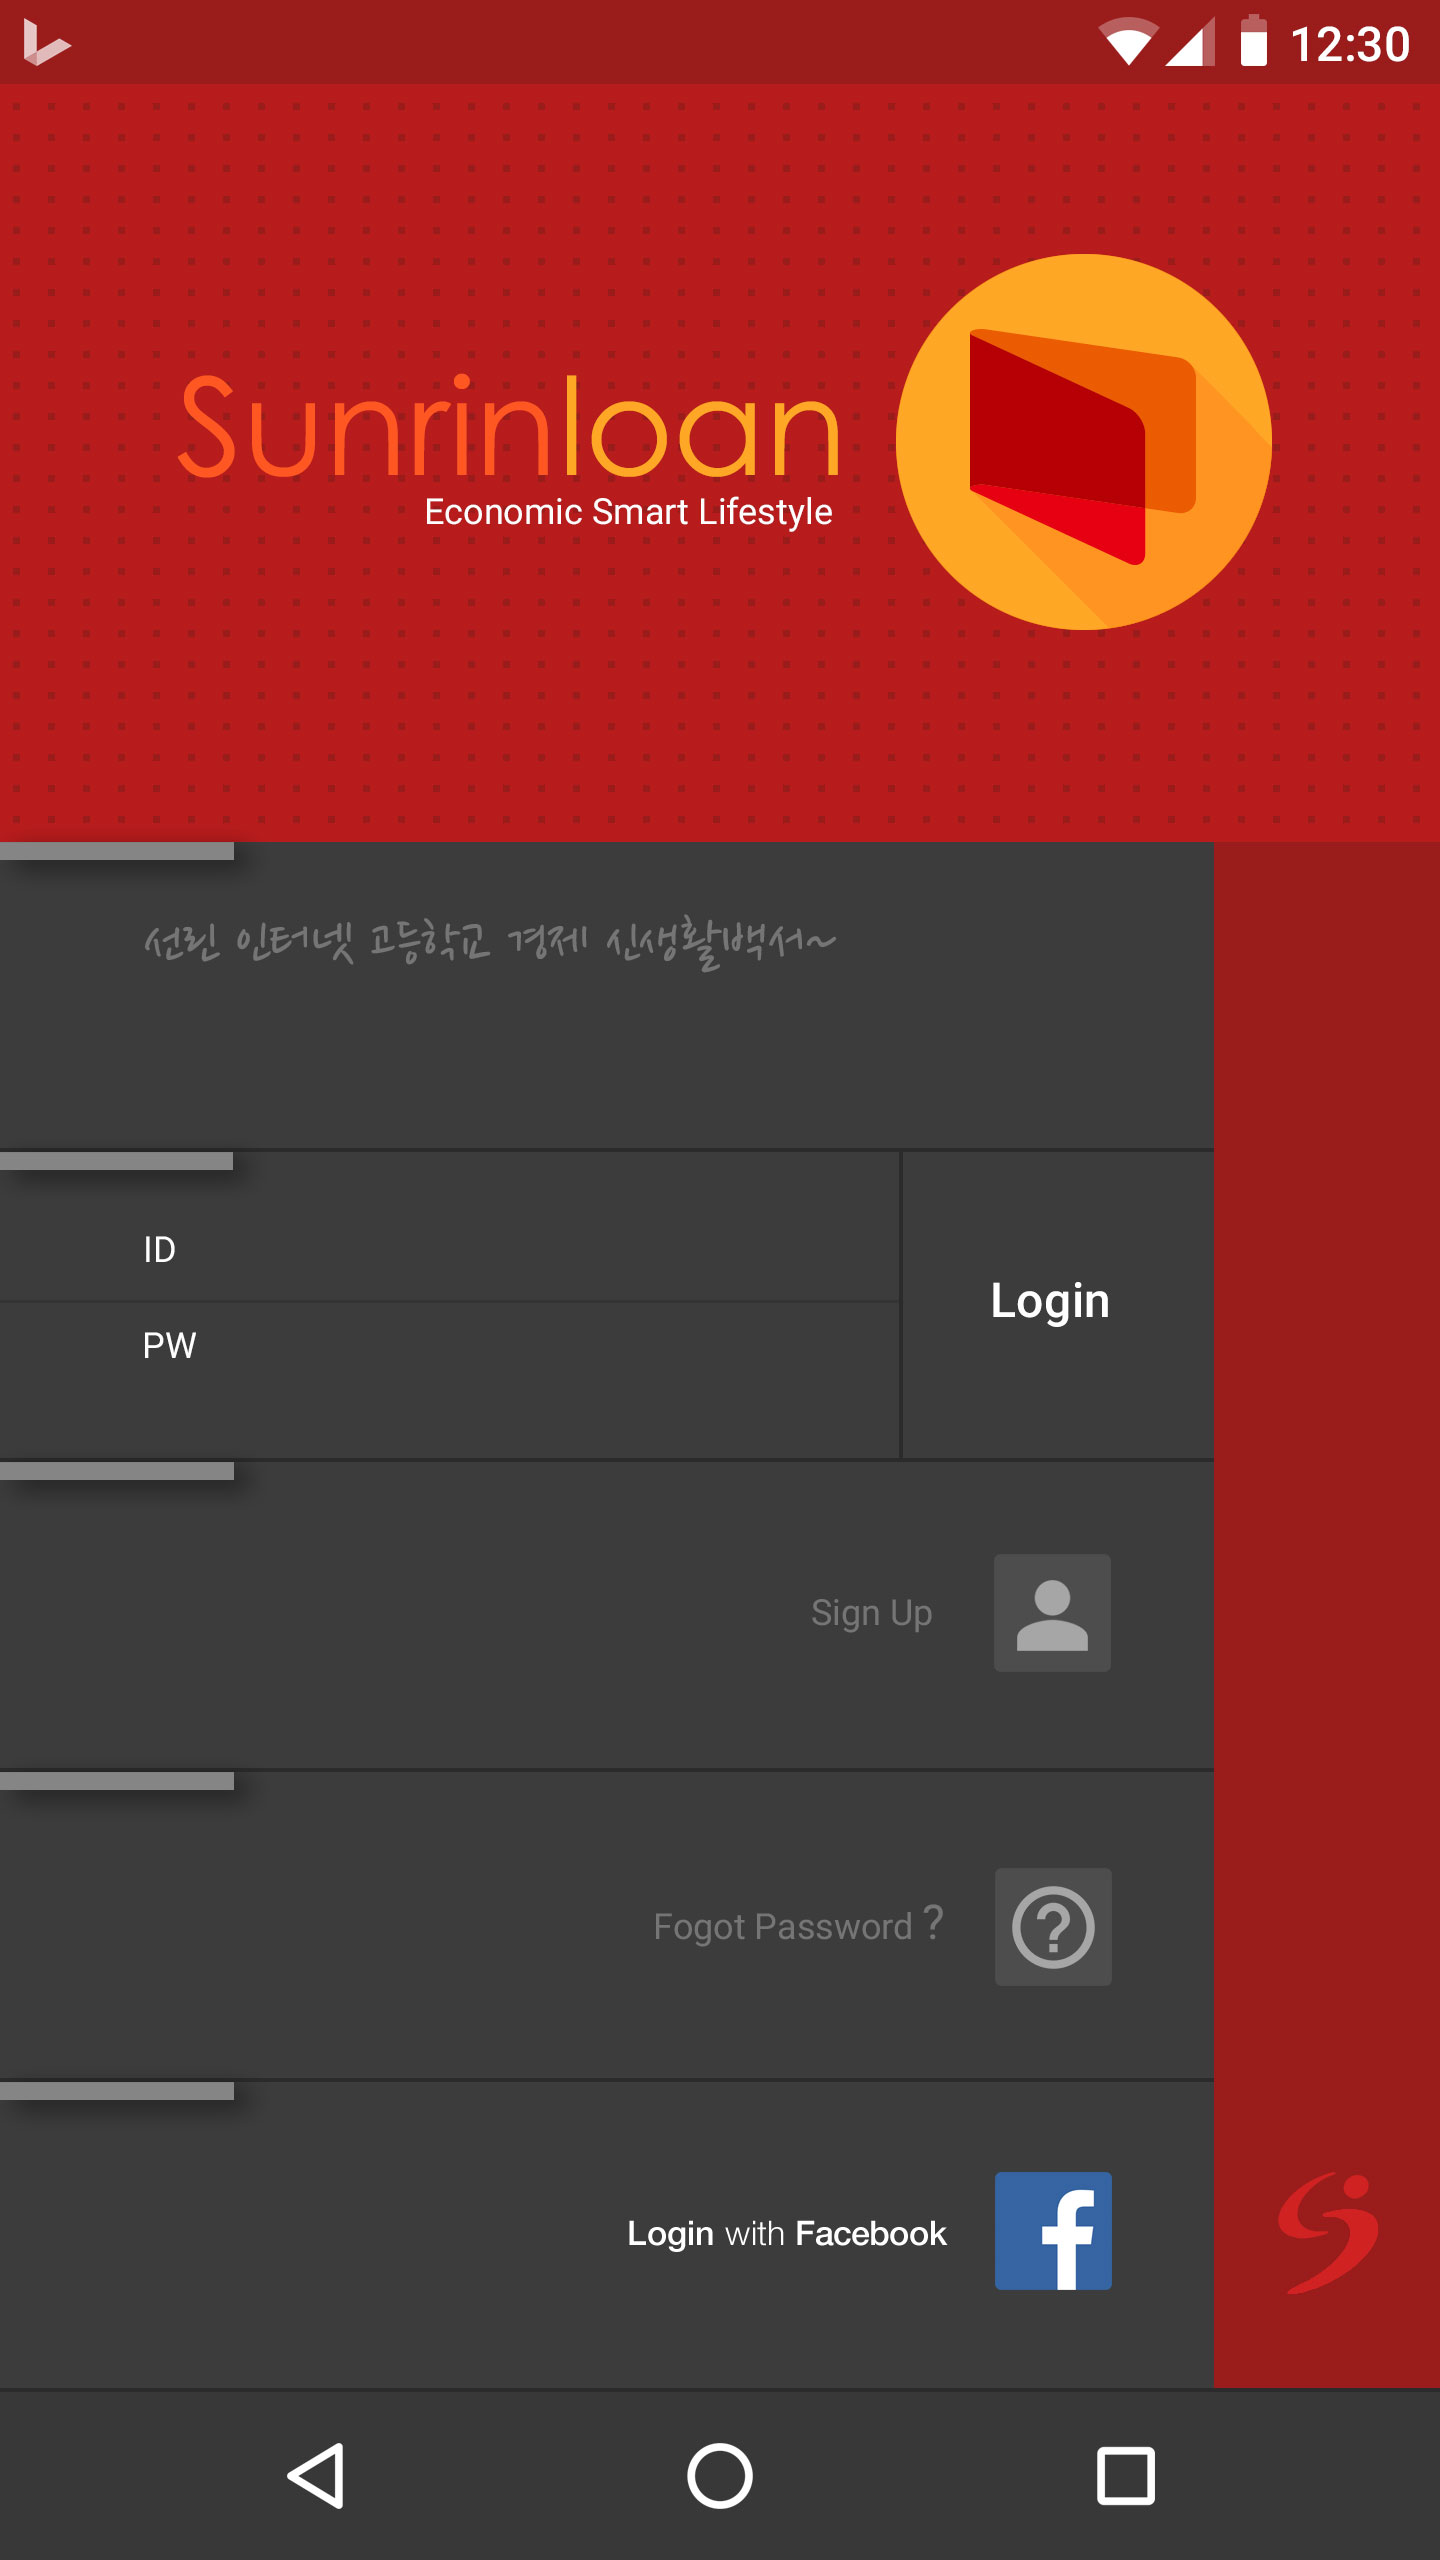 12:30
Sunrinloan
Economic Smart Lifestyle
선린 인터넷 고등학교 경제 신생활백서~
ID
Login
PW
Sign Up
Fogot Password ?
Login with Facebook